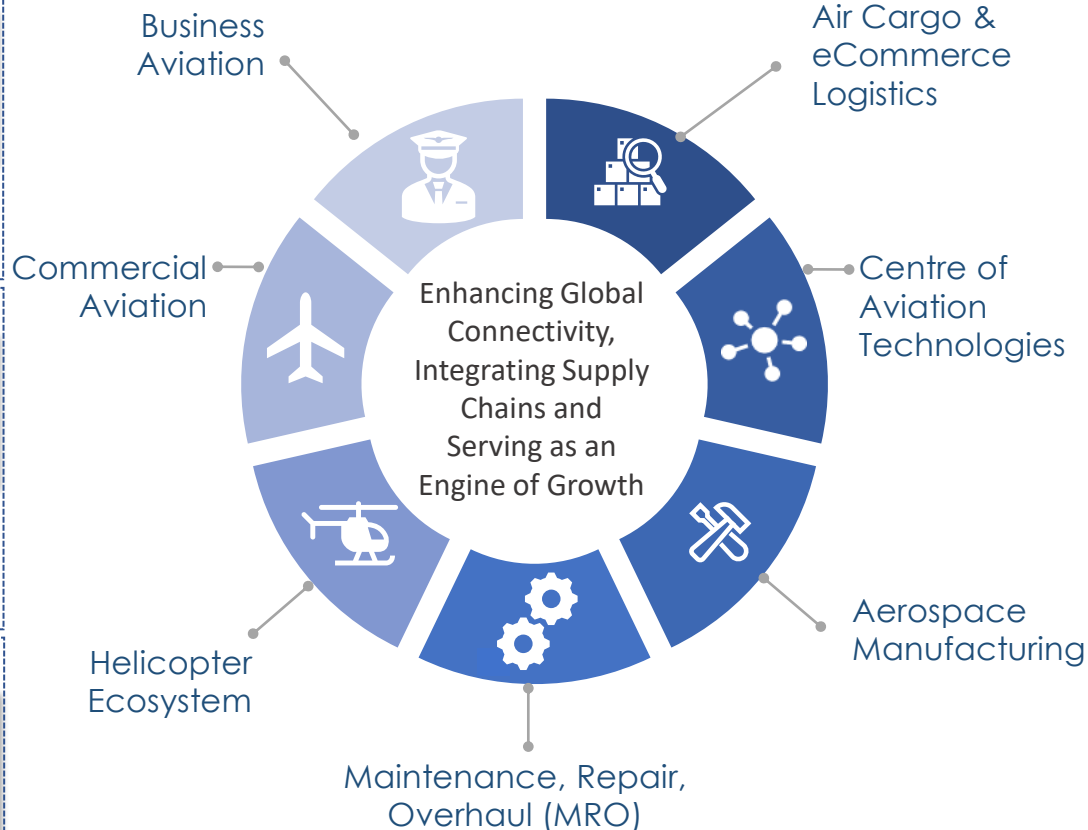 Business
Aviation
Air Cargo &
eCommerce
Logistics
Commercial
Aviation
Centre of
Aviation
Technologies
Enhancing Global
Connectivity,
Integrating Supply
Chains and
Serving as an
Engine of Growth
Helicopter
Ecosystem
Aerospace
Manufacturing
Maintenance, Repair,
Overhaul (MRO)